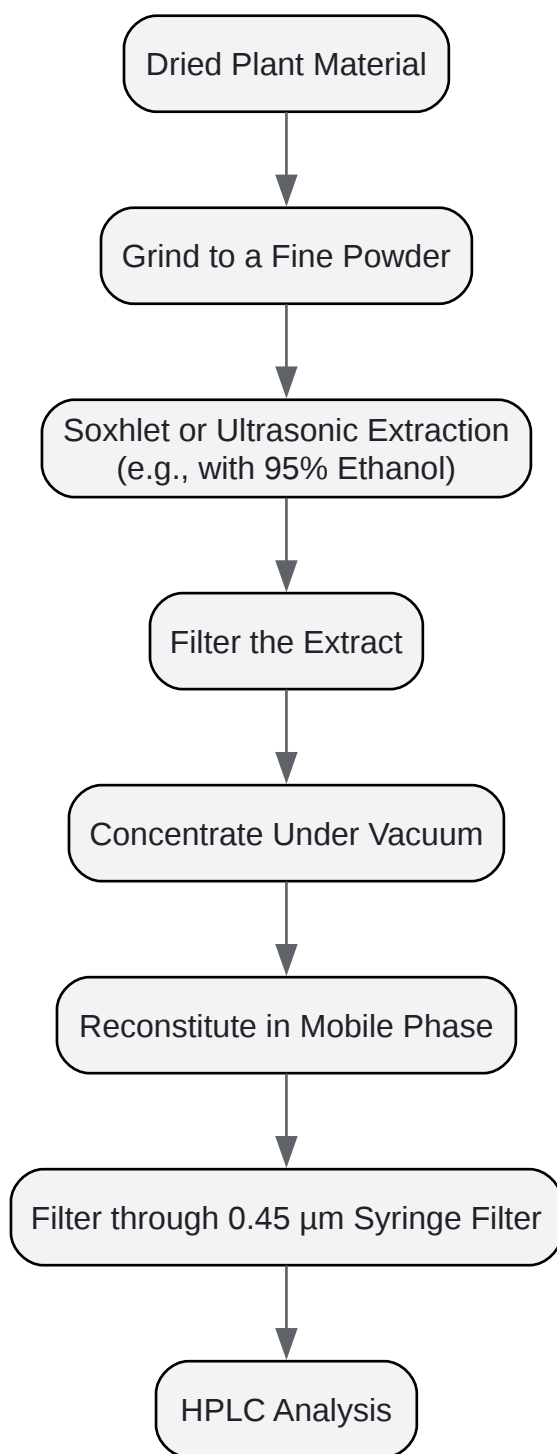 Dried Plant Material
Grind to a Fine Powder
Soxhlet or Ultrasonic Extraction
(e.g., with 95% Ethanol)
Filter the Extract
Concentrate Under Vacuum
Reconstitute in Mobile Phase
Filter through 0.45 µm Syringe Filter
HPLC Analysis